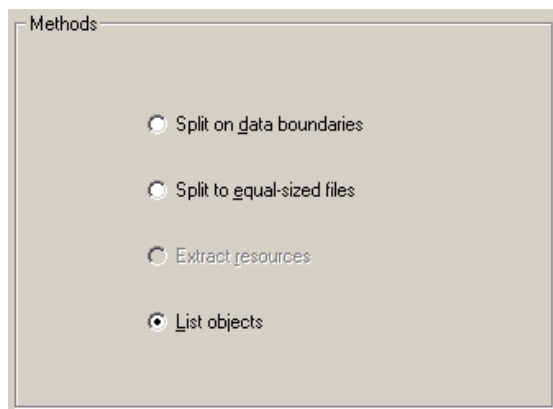 Methods
Split on data boundaries
Split to equal-sized files
Extract resources
List objects